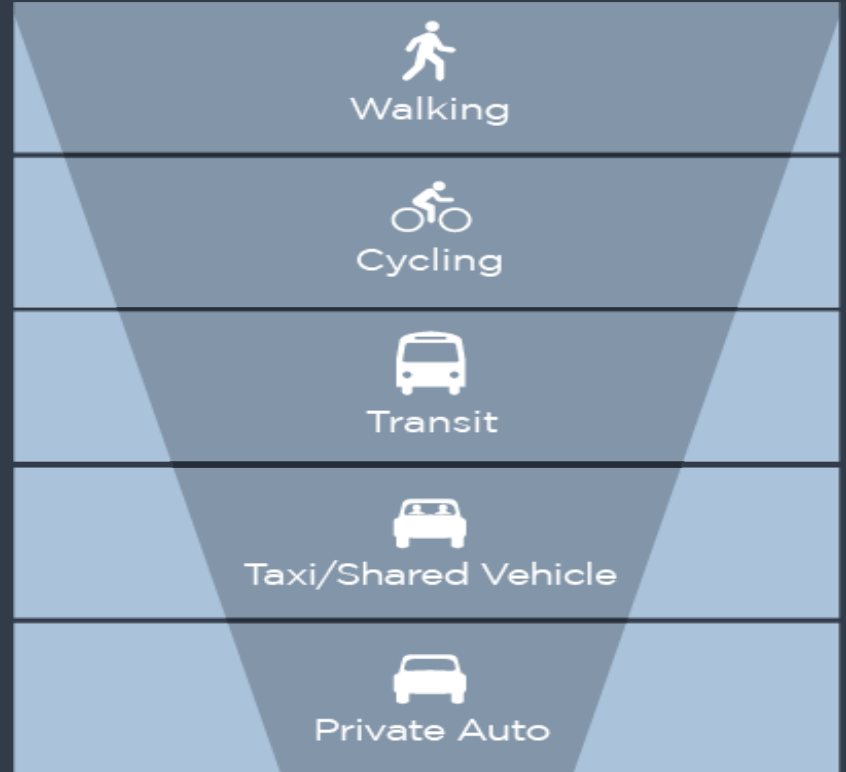 Walking
Cycling
Transit
Taxi/Shared Vehicle
Private Auto